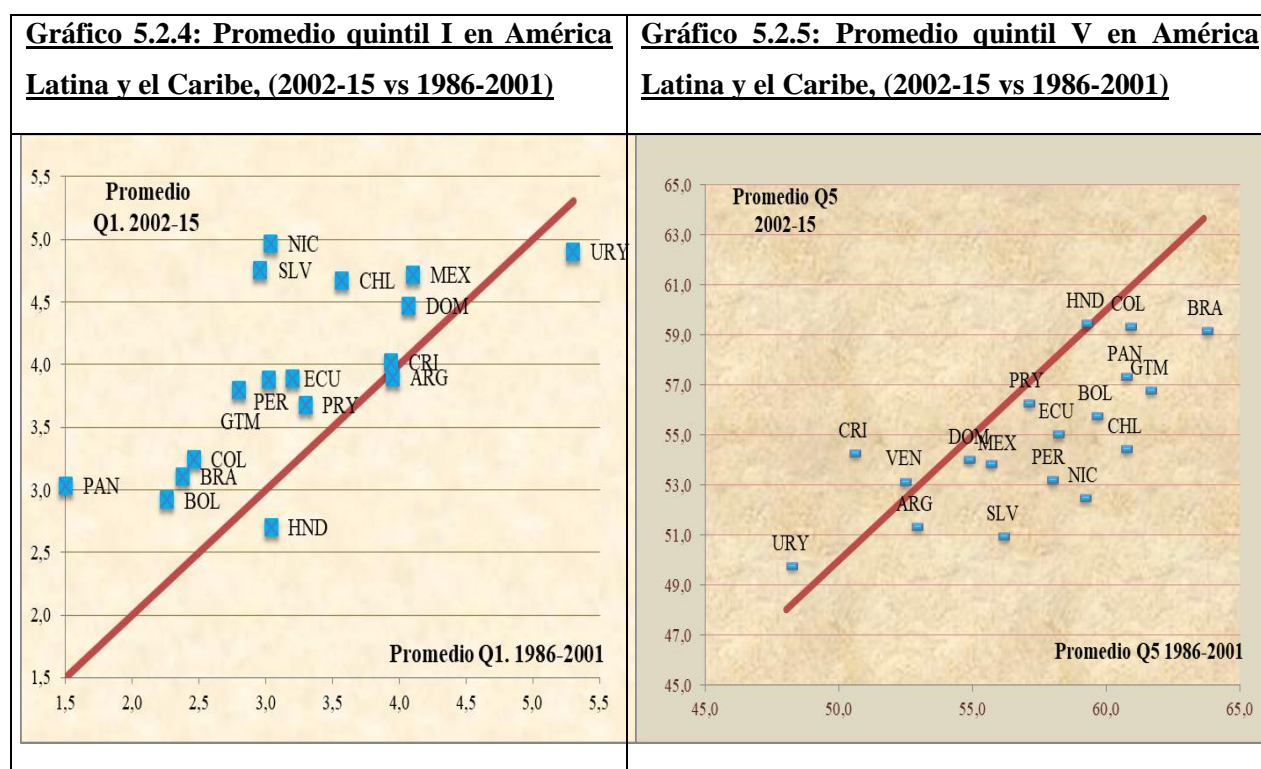 Gráfico 5.2.4: Promedio quintil I en América
Latina y el Caribe, (2002-15 vs 1986-2001)
Gráfico 5.2.5: Promedio quintil V en América
Latina y el Caribe, (2002-15 vs 1986-2001)
5,5
5,0
4,5
4,0
3,5
3,0
2,5
2,0
1,5
Promedio
Q1. 2002-15
NIC
SLV
URY
CHL
MEX
DOM
CRI
ARG
ECU
PER
PRY
GTM
COL
BRA
PAN
BOL
HND
Promedio Q1. 1986-2001
1,5 2,0 2,5 3,0 3,5 4,0 4,5 5,0 5,5
65,0
63,0
61,0
59,0
57,0
55,0
53,0
51,0
49,0
47,0
45,0
Promedio Q5
2002-15
HND
COL
BRA
PAN
GTM
PRY
BOL
ECU
CHL
CRI
DOM
MEX
VEN
PER
NIC
ARG
SLV
URY
Promedio Q5 1986-2001
45,0 50,0 55,0 60,0 65,0